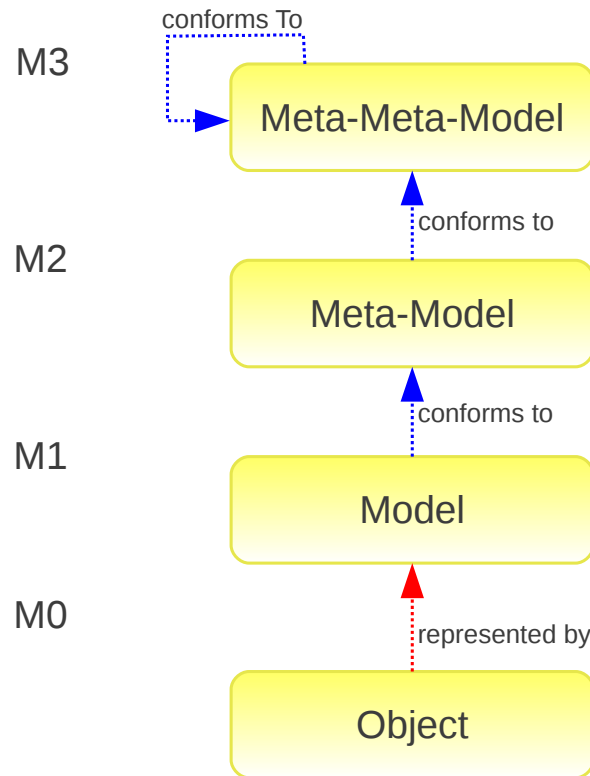 conforms To
M3
Meta-Meta-Model
conforms to
M2
Meta-Model
conforms to
M1
Model
M0
represented by
Object